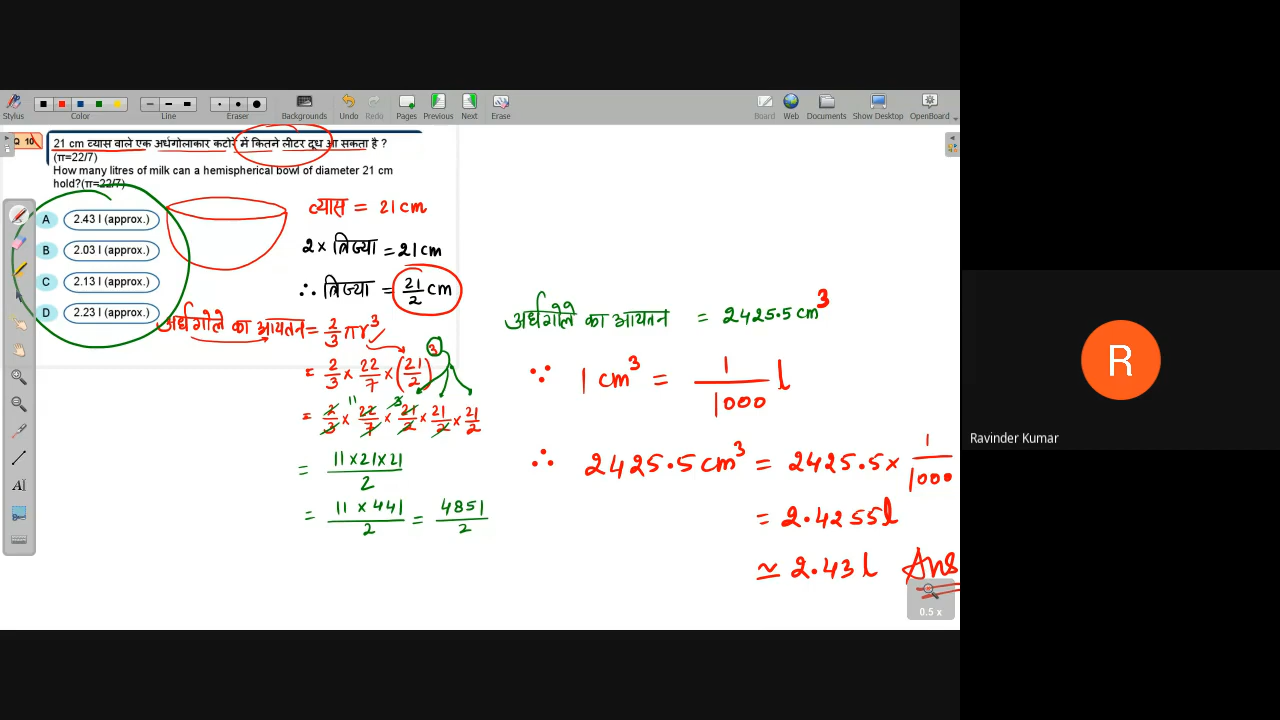 Stylus
Color
Line
Eraser
Backgrounds
Undo
Redo
Pages
Previous
Next
Erase
Board
Web
Documents
Show Desktop
OpenBoard
Q 10
21 cm व्यास वाले एक अर्धगोलाकार कटोरे में कितने लीटर दूध आ सकता है ?
(π=22/7)
How many litres of milk can a hemispherical bowl of diameter 21 cm
hold?(π=22/7)
A 2.43 l (approx.)
B 2.03 l (approx.)
C 2.13 l (approx.)
D 2.23 l (approx.)
व्यास = 21 cm
2 × त्रिज्या = 21 cm
∴ त्रिज्या = 21/2 cm
अर्धगोले का आयतन = 2/3 πr³
= 2/3 × 22/7 × (21/2)³
= 2/3 × 22/7 × 21/2 × 21/2 × 21/2
11 3
= 11 × 21 × 21 / 2
= 11 × 441 / 2 = 4851 / 2
अर्धगोले का आयतन = 2425.5 cm³
∵ 1 cm³ = 1/1000 l
∴ 2425.5 cm³ = 2425.5 × 1/1000
= 2.4255 l
≃ 2.43 l Ans
0.5 x
R
Ravinder Kumar